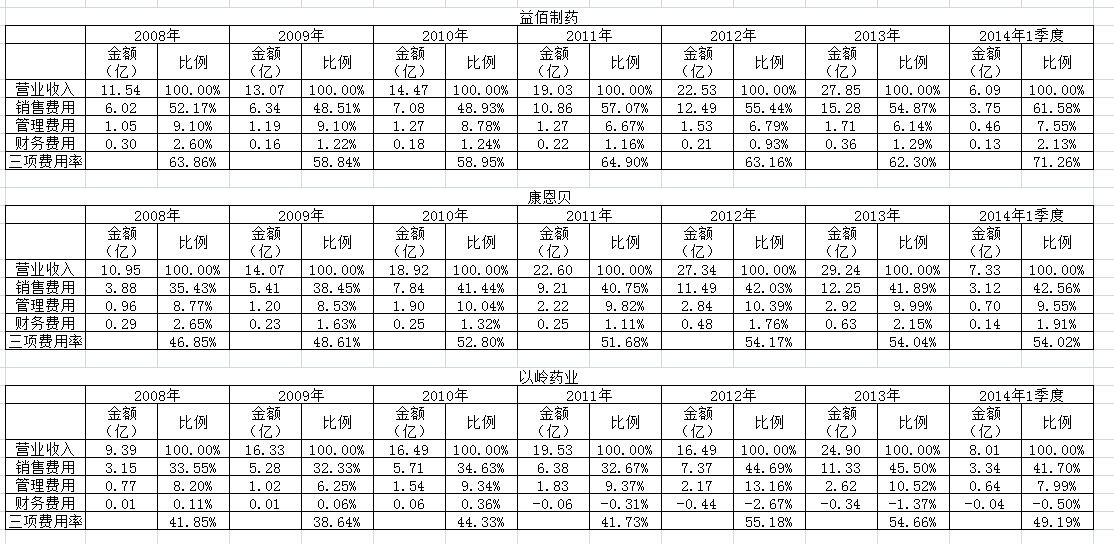 益佰制药
2008年 2009年 2010年 2011年 2012年 2013年 2014年1季度
金额（亿） 比例 金额（亿） 比例 金额（亿） 比例 金额（亿） 比例 金额（亿） 比例 金额（亿） 比例 金额（亿） 比例
营业收入 11.54 100.00% 13.07 100.00% 14.47 100.00% 19.03 100.00% 22.53 100.00% 27.85 100.00% 6.09 100.00%
销售费用 6.02 52.17% 6.34 48.51% 7.08 48.93% 10.86 57.07% 12.49 55.44% 15.28 54.87% 3.75 61.58%
管理费用 1.05 9.10% 1.19 9.10% 1.27 8.78% 1.27 6.67% 1.53 6.79% 1.71 6.14% 0.46 7.55%
财务费用 0.30 2.60% 0.16 1.22% 0.18 1.24% 0.22 1.16% 0.21 0.93% 0.36 1.29% 0.13 2.13%
三项费用率 63.86% 58.84% 58.95% 64.90% 63.16% 62.30% 71.26%
康恩贝
2008年 2009年 2010年 2011年 2012年 2013年 2014年1季度
金额（亿） 比例 金额（亿） 比例 金额（亿） 比例 金额（亿） 比例 金额（亿） 比例 金额（亿） 比例 金额（亿） 比例
营业收入 10.95 100.00% 14.07 100.00% 18.92 100.00% 22.60 100.00% 27.34 100.00% 29.24 100.00% 7.33 100.00%
销售费用 3.88 35.43% 5.41 38.45% 7.84 41.44% 9.21 40.75% 11.49 42.03% 12.25 41.89% 3.12 42.56%
管理费用 0.96 8.77% 1.20 8.53% 1.90 10.04% 2.22 9.82% 2.84 10.39% 2.92 9.99% 0.70 9.55%
财务费用 0.29 2.65% 0.23 1.63% 0.25 1.32% 0.25 1.11% 0.48 1.76% 0.63 2.15% 0.14 1.91%
三项费用率 46.85% 48.61% 52.80% 51.68% 54.17% 54.04% 54.02%
以岭药业
2008年 2009年 2010年 2011年 2012年 2013年 2014年1季度
金额（亿） 比例 金额（亿） 比例 金额（亿） 比例 金额（亿） 比例 金额（亿） 比例 金额（亿） 比例 金额（亿） 比例
营业收入 9.39 100.00% 16.33 100.00% 16.49 100.00% 19.53 100.00% 16.49 100.00% 24.90 100.00% 8.01 100.00%
销售费用 3.15 33.55% 5.28 32.33% 5.71 34.63% 6.38 32.67% 7.37 44.69% 11.33 45.50% 3.34 41.70%
管理费用 0.77 8.20% 1.02 6.25% 1.54 9.34% 1.83 9.37% 2.17 13.16% 2.62 10.52% 0.64 7.99%
财务费用 0.01 0.11% 0.01 0.06% 0.06 0.36% -0.06 -0.31% -0.44 -2.67% -0.34 -1.37% -0.04 -0.50%
三项费用率 41.85% 38.64% 44.33% 41.73% 55.18% 54.66% 49.19%